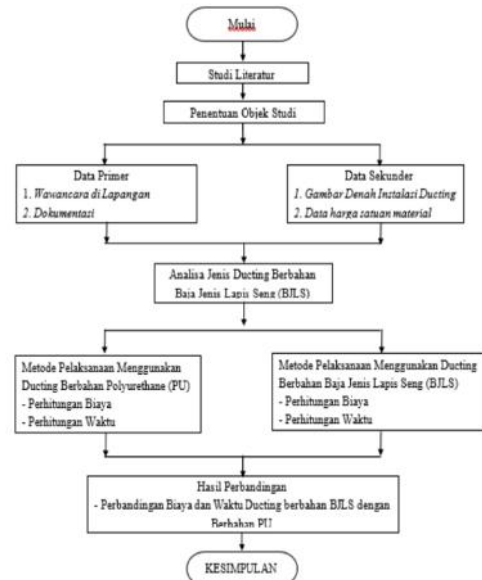 Mulai
Studi Literatur
Penentuan Objek Studi
Data Primer
1. Wawancara di Lapangan
2. Dokumentasi
Data Sekunder
1. Gambar Denah Instalasi Ducting
2. Data harga satuan material
Analisa Jenis Ducting Berbahan
Baja Jenis Lapis Seng (BJLS)
Metode Pelaksanaan Menggunakan
Ducting Berbahan Polyurethane (PU)
- Perhitungan Biaya
- Perhitungan Waktu
Metode Pelaksanaan Menggunakan Ducting
Berbahan Baja Jenis Lapis Seng (BJLS)
- Perhitungan Biaya
- Perhitungan Waktu
Hasil Perbandingan
- Perbandingan Biaya dan Waktu Ducting berbahan BJLS dengan
Berbahan PU
KESIMPULAN